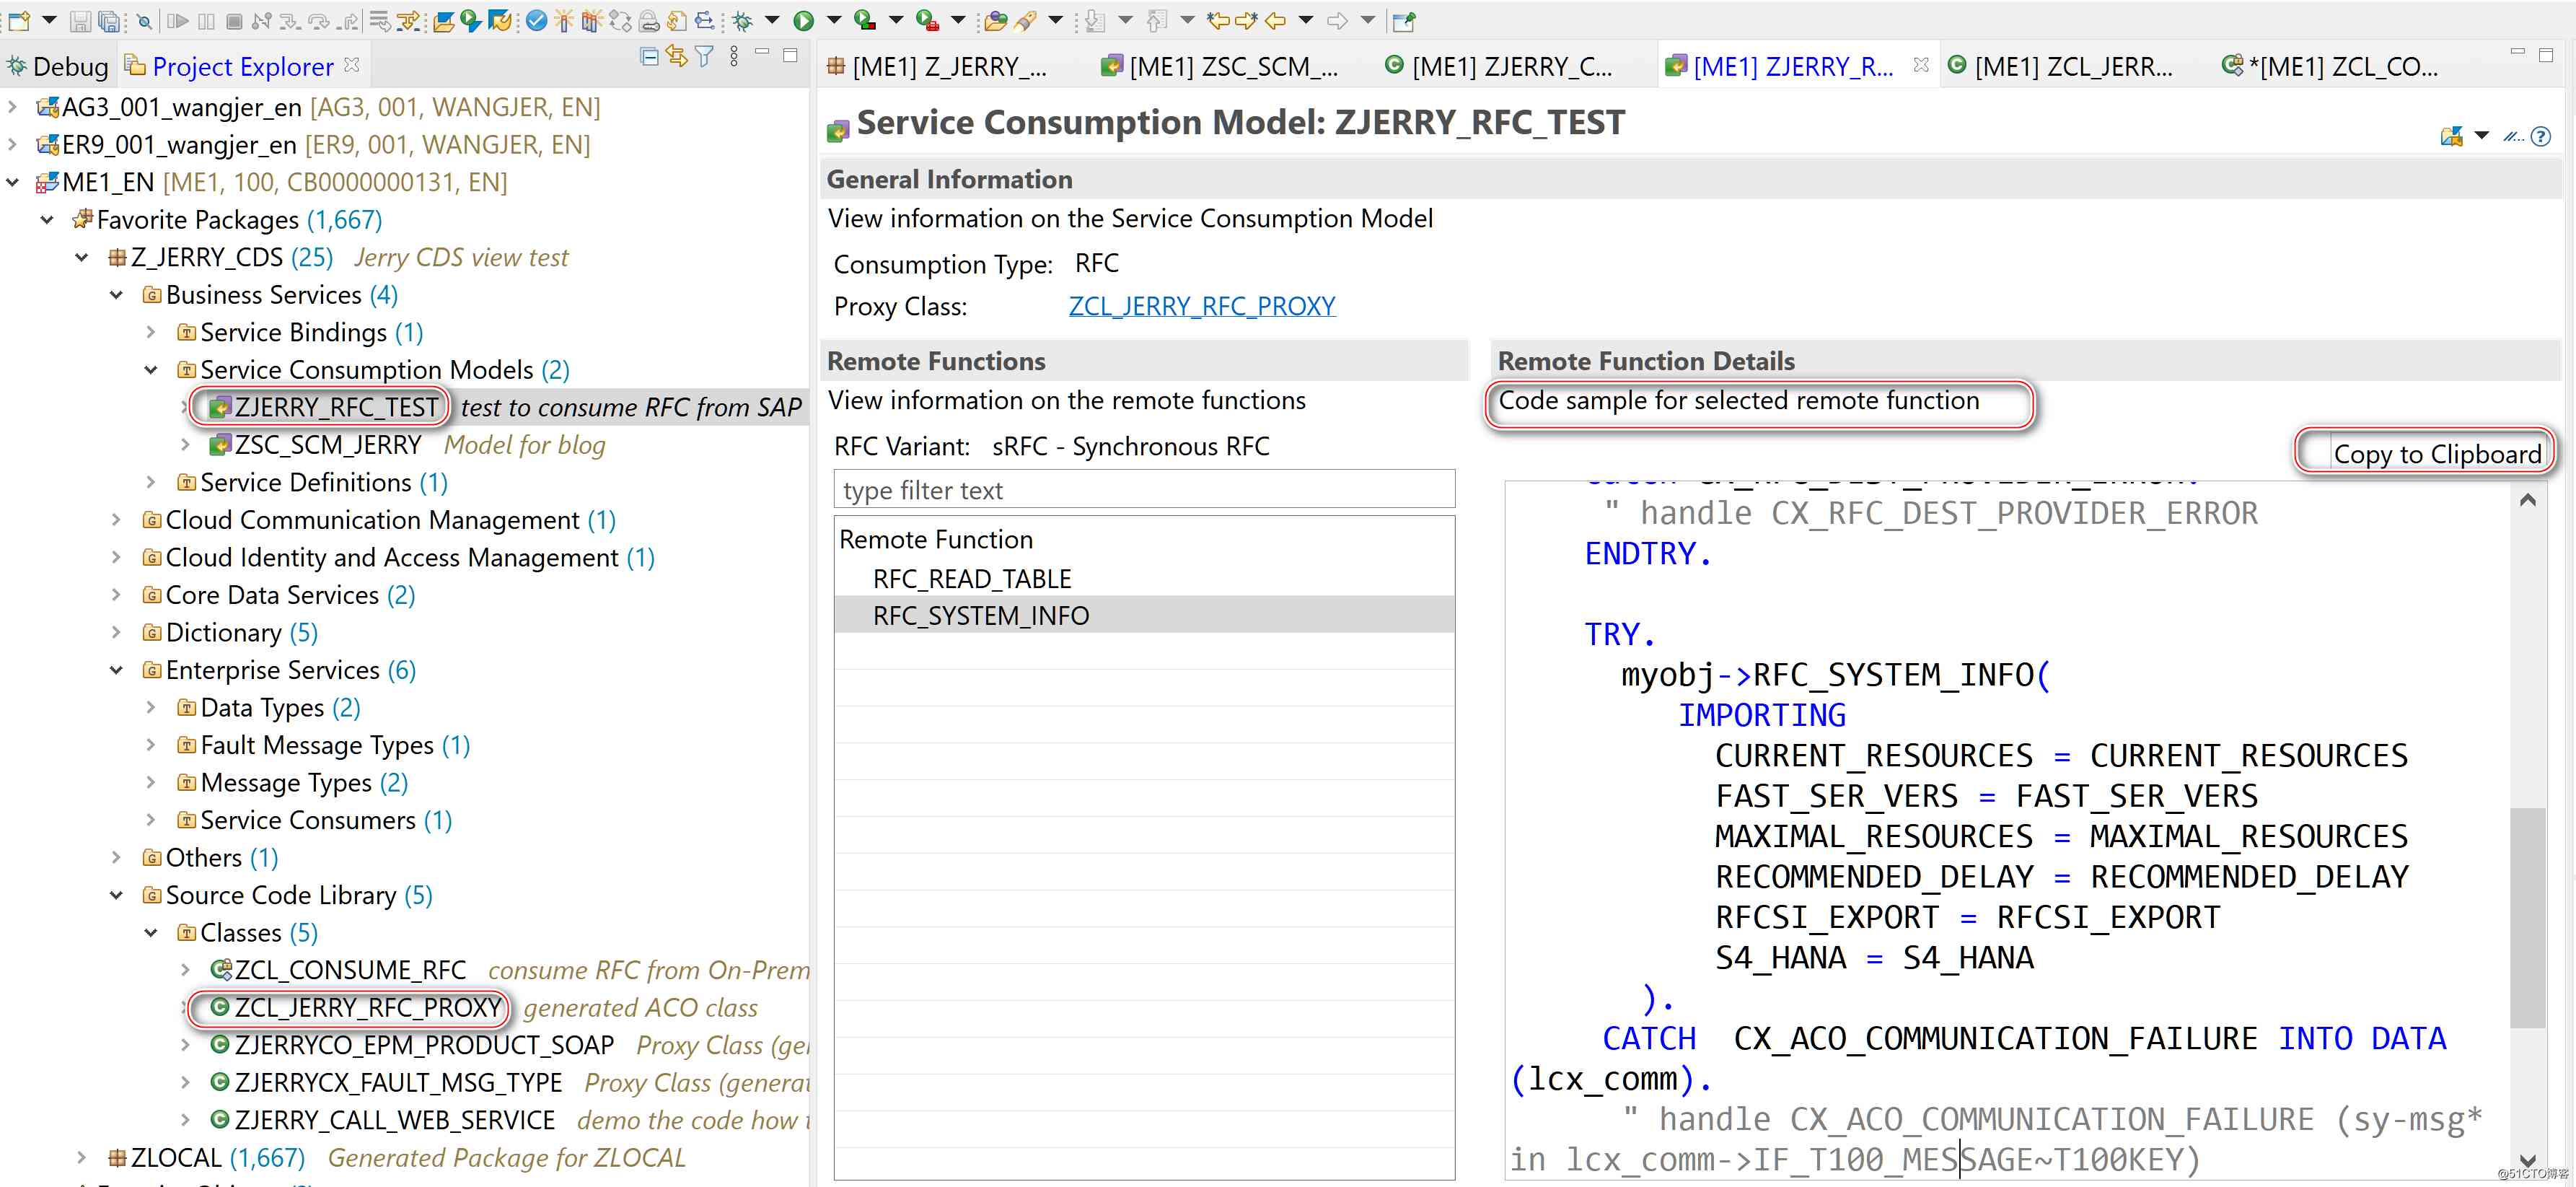 Debug
Project Explorer
AG3_001_wangjer_en [AG3, 001, WANGJER, EN]
ER9_001_wangjer_en [ER9, 001, WANGJER, EN]
ME1_EN [ME1, 100, CB0000000131, EN]
Favorite Packages (1,667)
Z_JERRY_CDS (25) Jerry CDS view test
Business Services (4)
Service Bindings (1)
Service Consumption Models (2)
ZJERRY_RFC_TEST test to consume RFC from SAP
ZSC_SCM_JERRY Model for blog
Service Definitions (1)
Cloud Communication Management (1)
Cloud Identity and Access Management (1)
Core Data Services (2)
Dictionary (5)
Enterprise Services (6)
Data Types (2)
Fault Message Types (1)
Message Types (2)
Service Consumers (1)
Others (1)
Source Code Library (5)
Classes (5)
ZCL_CONSUME_RFC consume RFC from On-Prem
ZCL_JERRY_RFC_PROXY generated ACO class
ZJERRYCO_EPM_PRODUCT_SOAP Proxy Class (gen
ZJERRYCX_FAULT_MSG_TYPE Proxy Class (generat
ZJERRY_CALL_WEB_SERVICE demo the code how t
ZLOCAL (1,667) Generated Package for ZLOCAL
[ME1] Z_JERRY_...
[ME1] ZSC_SCM_...
[ME1] ZJERRY_C...
[ME1] ZJERRY_R...
[ME1] ZCL_JERR...
*[ME1] ZCL_CO...
Service Consumption Model: ZJERRY_RFC_TEST
General Information
View information on the Service Consumption Model
Consumption Type: RFC
Proxy Class: ZCL_JERRY_RFC_PROXY
Remote Functions
View information on the remote functions
RFC Variant: sRFC - Synchronous RFC
type filter text
Remote Function
RFC_READ_TABLE
RFC_SYSTEM_INFO
Remote Function Details
Code sample for selected remote function
Copy to Clipboard
" handle CX_RFC_DEST_PROVIDER_ERROR
ENDTRY.
TRY.
myobj->RFC_SYSTEM_INFO(
IMPORTING
CURRENT_RESOURCES = CURRENT_RESOURCES
FAST_SER_VERS = FAST_SER_VERS
MAXIMAL_RESOURCES = MAXIMAL_RESOURCES
RECOMMENDED_DELAY = RECOMMENDED_DELAY
RFCSI_EXPORT = RFCSI_EXPORT
S4_HANA = S4_HANA
).
CATCH CX_ACO_COMMUNICATION_FAILURE INTO DATA
(lcx_comm).
" handle CX_ACO_COMMUNICATION_FAILURE (sy-msg*
in lcx_comm->IF_T100_MESSAGE~T100KEY)
@51CTO博客